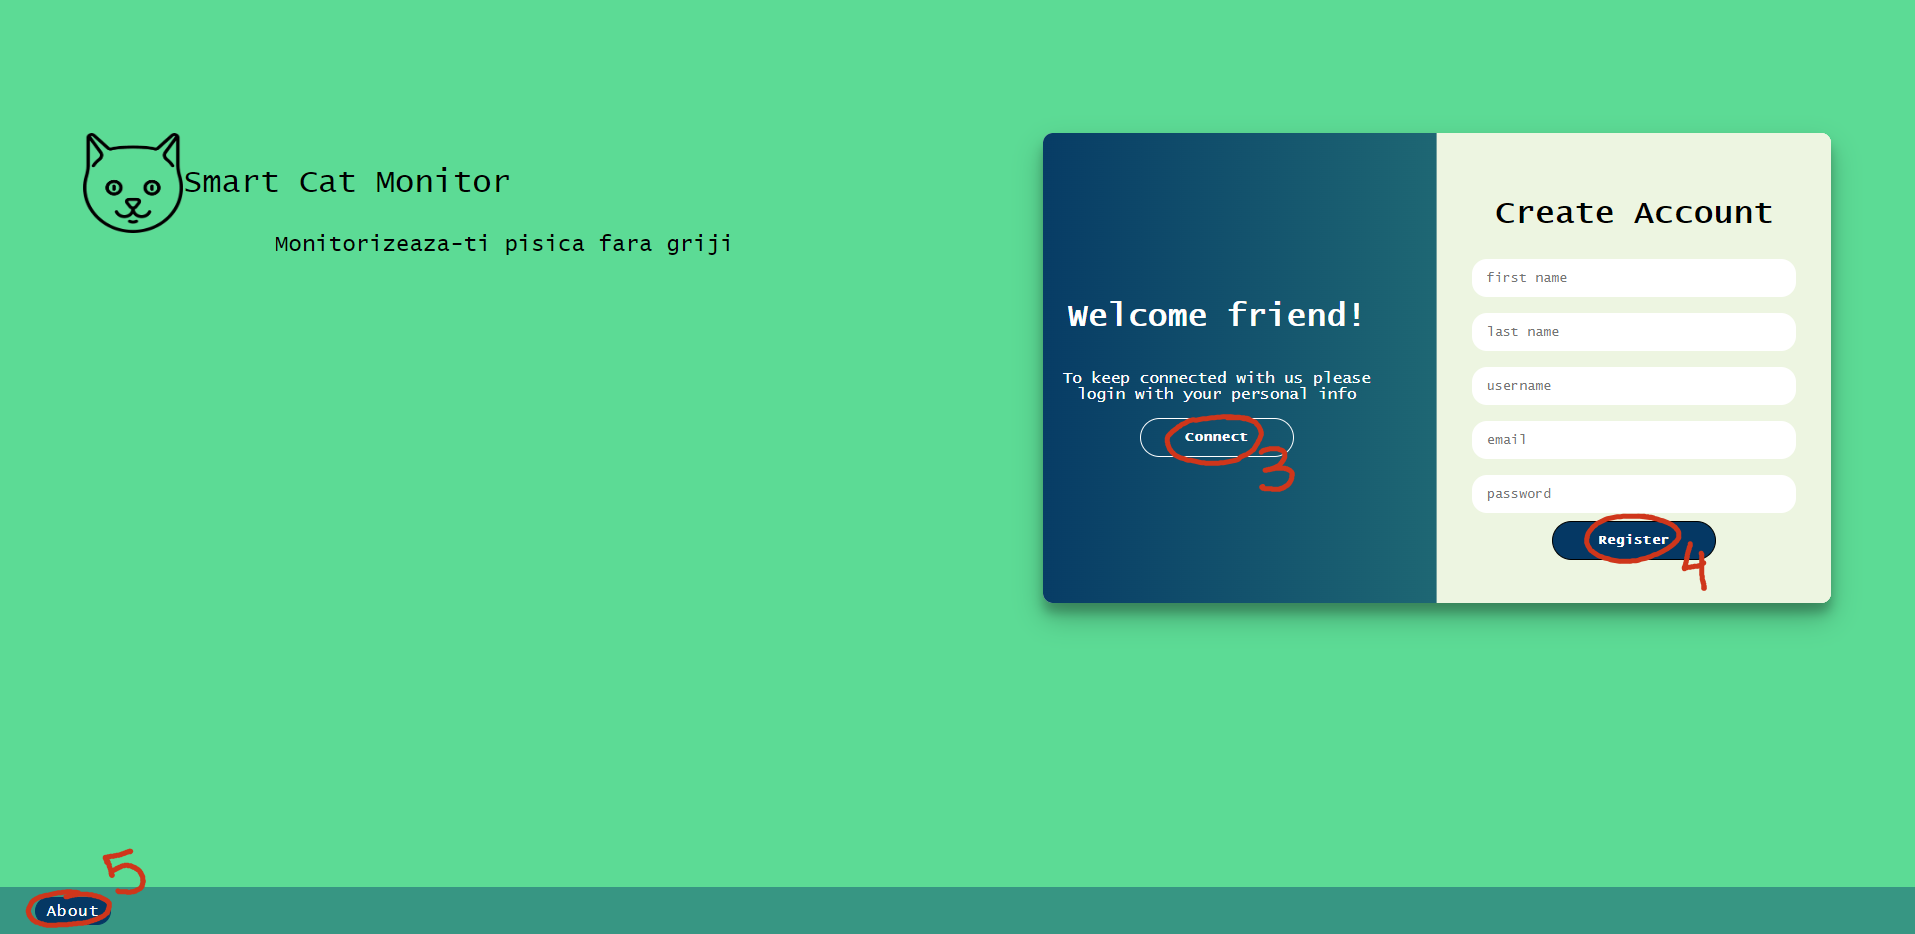 Smart Cat Monitor
Monitorizeaza-ti pisica fara griji
Welcome friend!
To keep connected with us please
login with your personal info
Connect
3
Create Account
first name
last name
username
email
password
Register
4
5
About